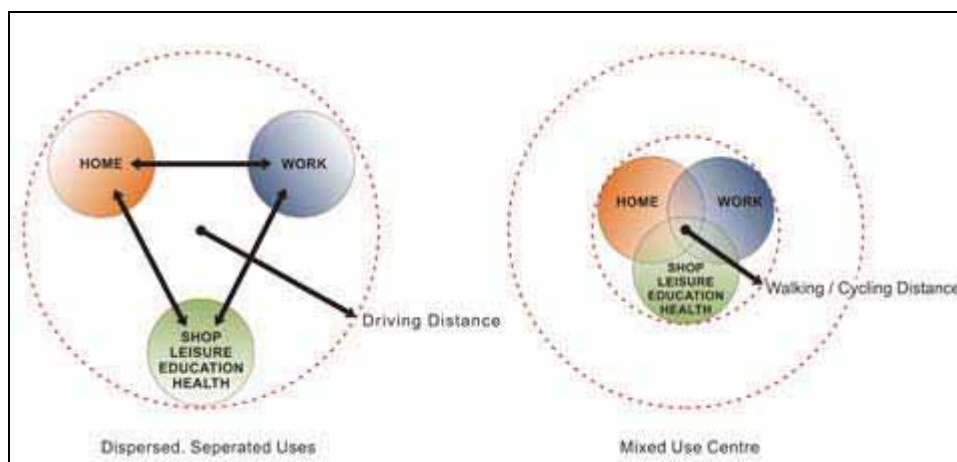 HOME
WORK
SHOP
LEISURE
EDUCATION
HEALTH
Driving Distance
Dispersed. Seperated Uses
HOME
WORK
SHOP
LEISURE
EDUCATION
HEALTH
Walking / Cycling Distance
Mixed Use Centre